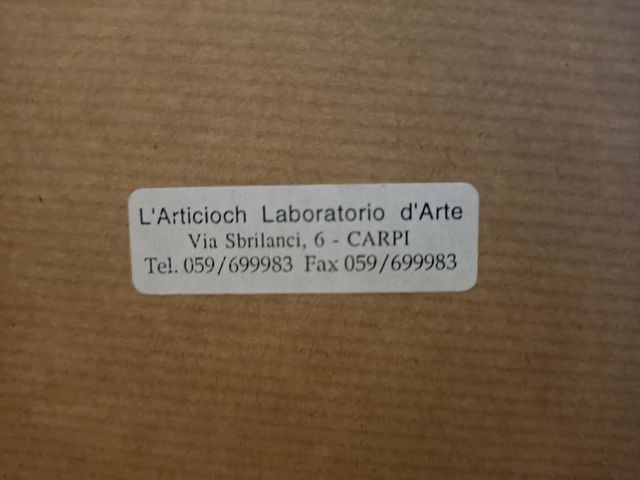 L'Articioch Laboratorio d'Arte
Via Sbrilanci, 6 - CARPI
Tel. 059/699983 Fax 059/699983